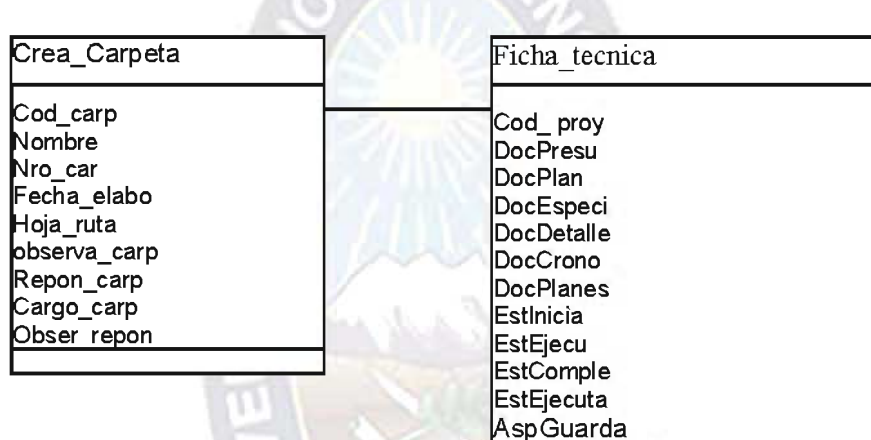 Crea_Carpeta
Cod_carp
Nombre
Nro_car
Fecha_elabo
Hoja_ruta
observa_carp
Repon_carp
Cargo_carp
Obser_repon
Ficha_tecnica
Cod_ proy
DocPresu
DocPlan
DocEspeci
DocDetalle
DocCrono
DocPlanes
EstInicia
EstEjecu
EstComple
EstEjecuta
AspGuarda